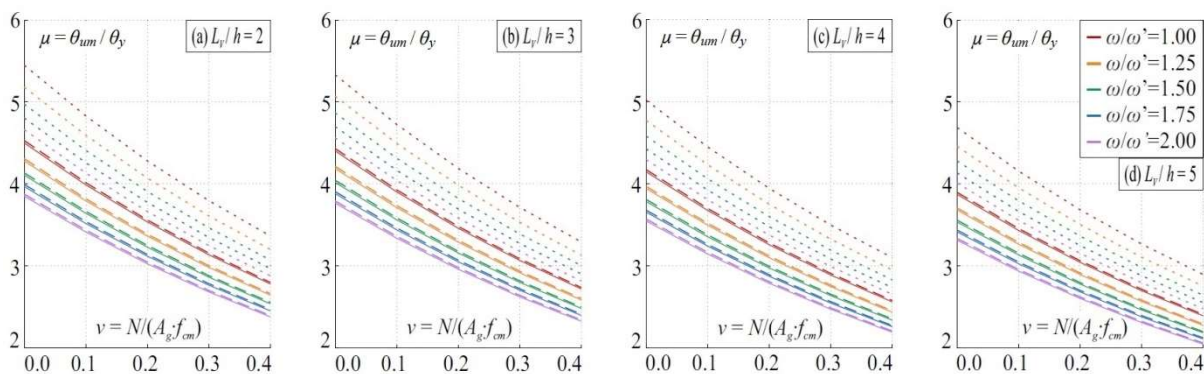 6
5
4
3
2
μ = θum / θy
(a) Lv / h = 2
ν = N/(Ag·fcm)
0.0 0.1 0.2 0.3 0.4
6
5
4
3
2
μ = θum / θy
(b) Lv / h = 3
ν = N/(Ag·fcm)
0.0 0.1 0.2 0.3 0.4
6
5
4
3
2
μ = θum / θy
(c) Lv / h = 4
ν = N/(Ag·fcm)
0.0 0.1 0.2 0.3 0.4
6
5
4
3
2
μ = θum / θy
ω/ω’=1.00
ω/ω’=1.25
ω/ω’=1.50
ω/ω’=1.75
ω/ω’=2.00
(d) Lv / h = 5
ν = N/(Ag·fcm)
0.0 0.1 0.2 0.3 0.4